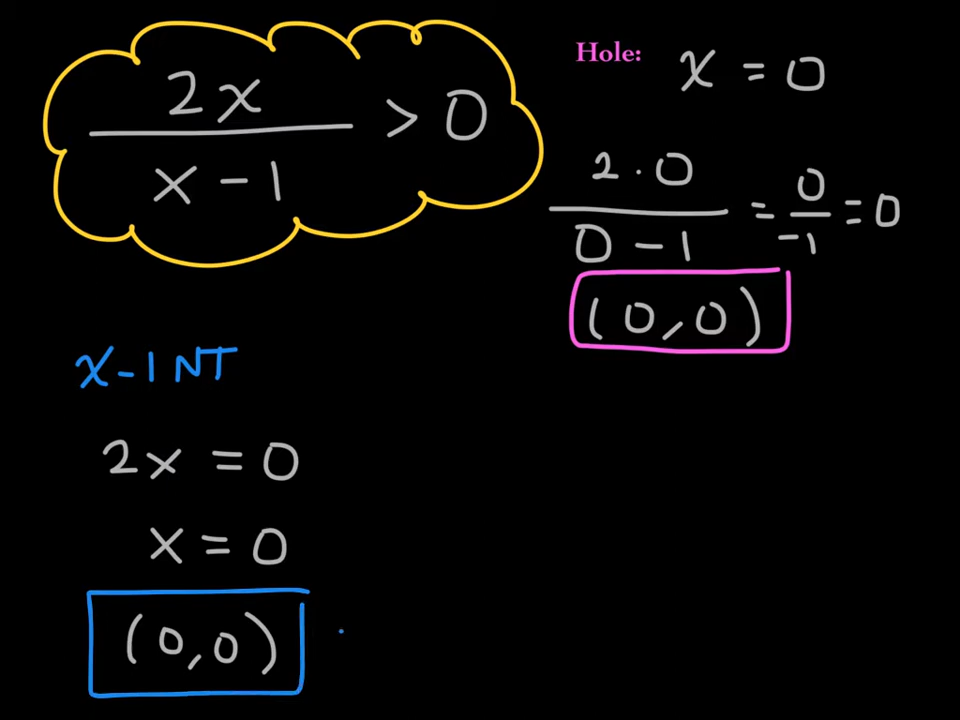 2x / x - 1 > 0
Hole: x = 0
2 · 0 / 0 - 1 = 0 / -1 = 0
(0,0)
x-INT
2x = 0
x = 0
(0,0)